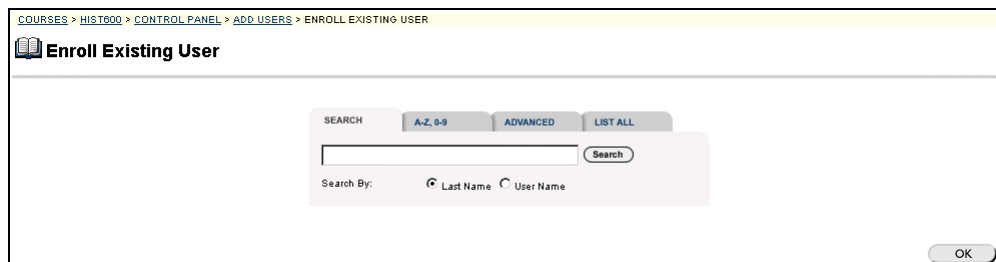 COURSES > HIST600 > CONTROL PANEL > ADD USERS > ENROLL EXISTING USER
Enroll Existing User
SEARCH A-Z, 0-9 ADVANCED LIST ALL
Search
Search By: Last Name User Name
OK